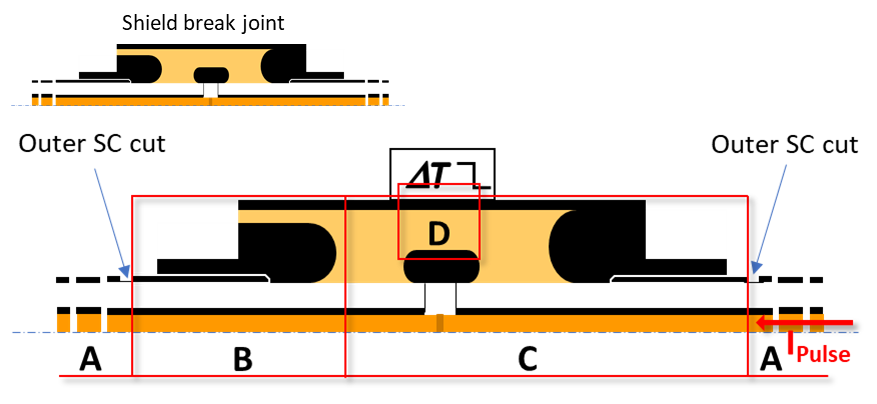 Shield break joint
Outer SC cut
Outer SC cut
ΔT
D
A
B
C
A
Pulse